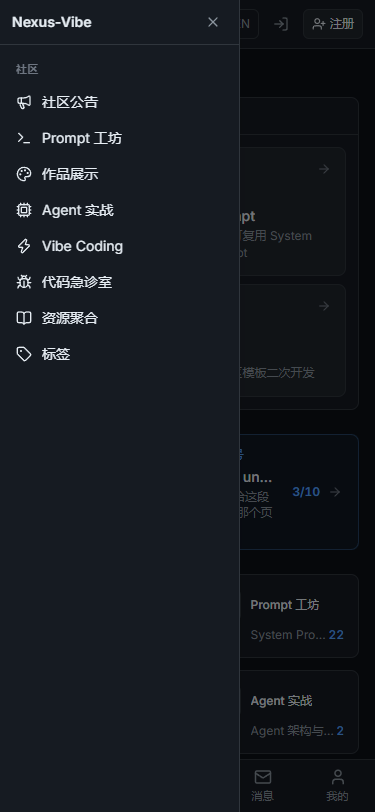 Nexus-Vibe
N
注册
社区
社区公告
Prompt 工坊
作品展示
Agent 实战
Vibe Coding
代码急诊室
资源聚合
标签
可复用 System
模板二次开发
un...
3/10
给这段
那个页
Prompt 工坊
System Pro... 22
Agent 实战
Agent 架构与... 2
消息
我的